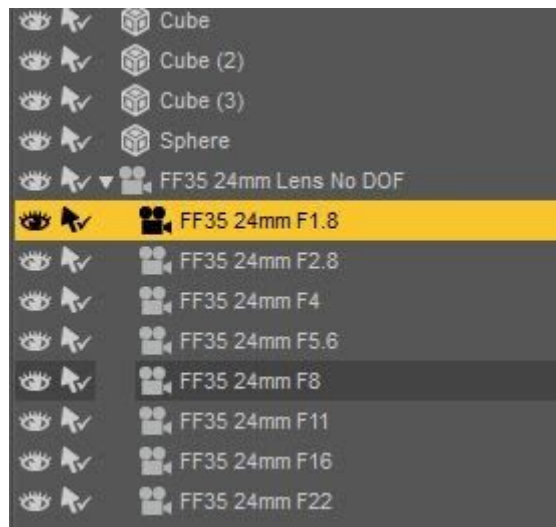 Cube
Cube (2)
Cube (3)
Sphere
FF35 24mm Lens No DOF
FF35 24mm F1.8
FF35 24mm F2.8
FF35 24mm F4
FF35 24mm F5.6
FF35 24mm F8
FF35 24mm F11
FF35 24mm F16
FF35 24mm F22